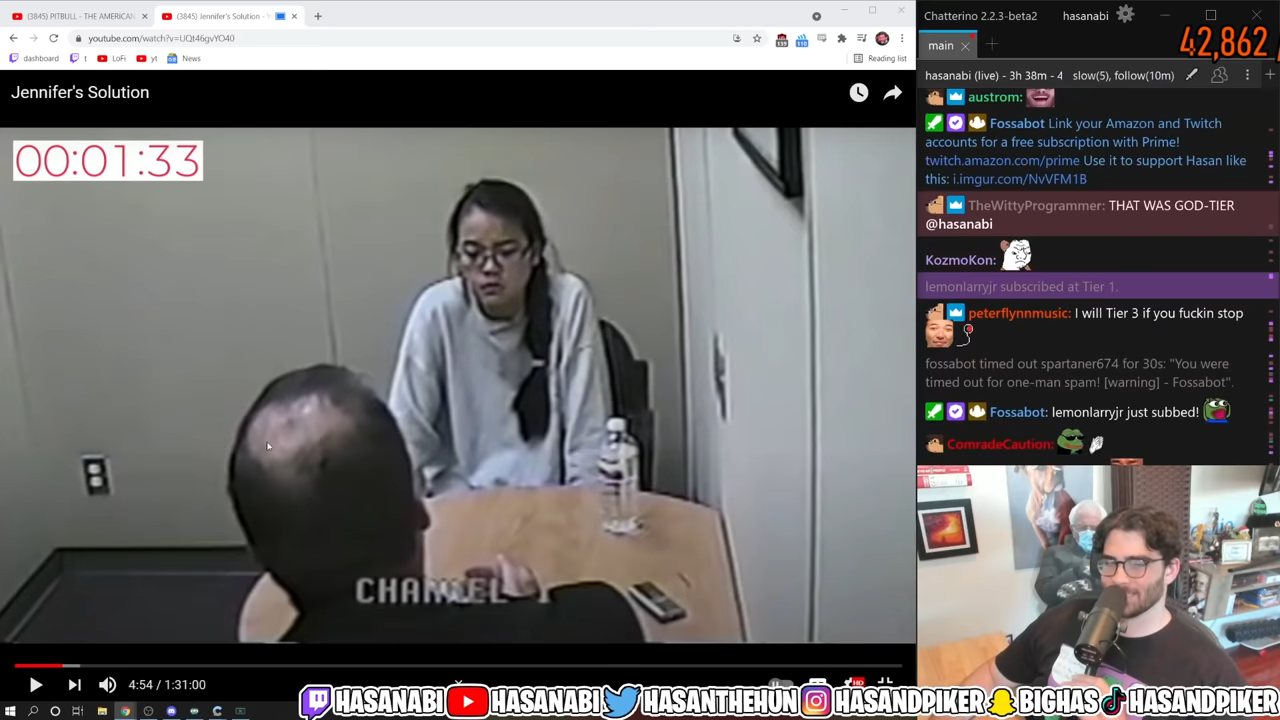 (3845) PITBULL - THE AMERICAN
(3845) Jennifer's Solution -
youtube.com/watch?v=UQt46gvYO40
dashboard
t
LoFi
yt
News
Reading list
Jennifer's Solution
00:01:33
CHANNEL 1
4:54 / 1:31:00
HD
Chatterino 2.2.3-beta2
hasanabi
42,862
main
hasanabi (live) - 3h 38m - 4
slow(5), follow(10m)
austrom:
Fossabot Link your Amazon and Twitch
accounts for a free subscription with Prime!
twitch.amazon.com/prime Use it to support Hasan like
this: i.imgur.com/NvVFM1B
TheWittyProgrammer: THAT WAS GOD-TIER
@hasanabi
KozmoKon:
lemonlarryjr subscribed at Tier 1.
peterflynnmusic: I will Tier 3 if you fuckin stop
fossabot timed out spartaner674 for 30s: "You were
timed out for one-man spam! [warning] - Fossabot".
Fossabot: lemonlarryjr just subbed!
ComradeCaution:
HASANABI
HASANABI
HASANTHEHUN
HASANDPIKER
BIGHAS
HASANDPIKER